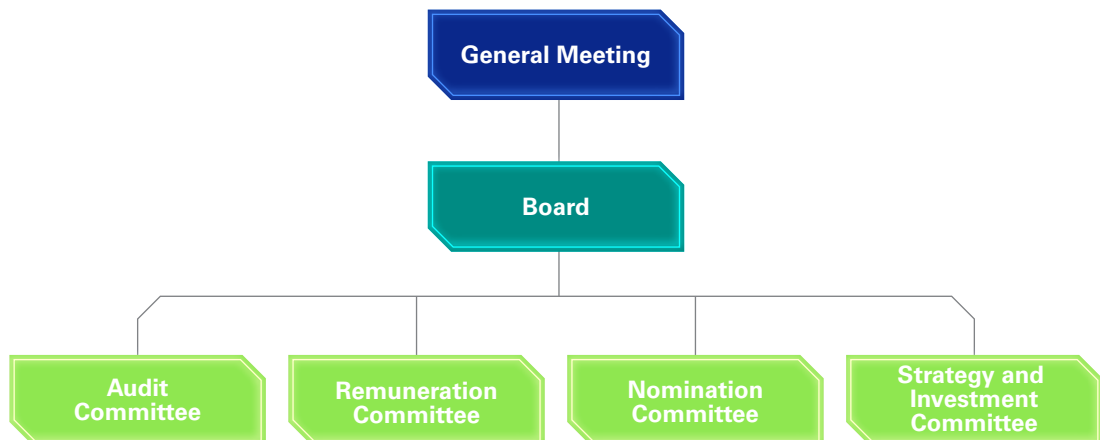 General Meeting
Board
Audit
Committee
Remuneration
Committee
Nomination
Committee
Strategy and
Investment
Committee